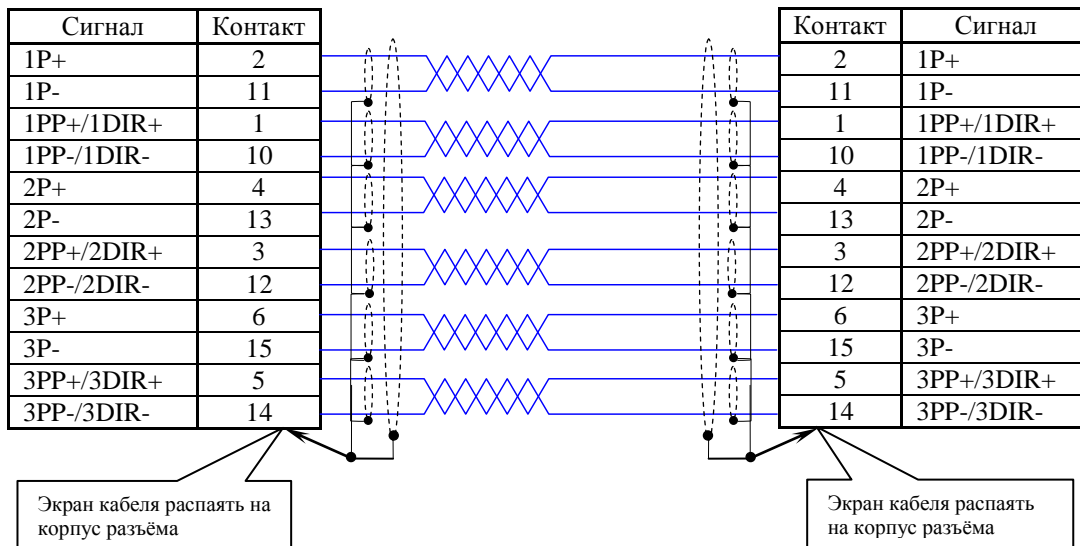 Сигнал Контакт Контакт Сигнал
1P+ 2 2 1P+
1P- 11 11 1P-
1PP+/1DIR+ 1 1 1PP+/1DIR+
1PP-/1DIR- 10 10 1PP-/1DIR-
2P+ 4 4 2P+
2P- 13 13 2P-
2PP+/2DIR+ 3 3 2PP+/2DIR+
2PP-/2DIR- 12 12 2PP-/2DIR-
3P+ 6 6 3P+
3P- 15 15 3P-
3PP+/3DIR+ 5 5 3PP+/3DIR+
3PP-/3DIR- 14 14 3PP-/3DIR-
Экран кабеля распаять на
корпус разъёма
Экран кабеля распаять
на корпус разъёма